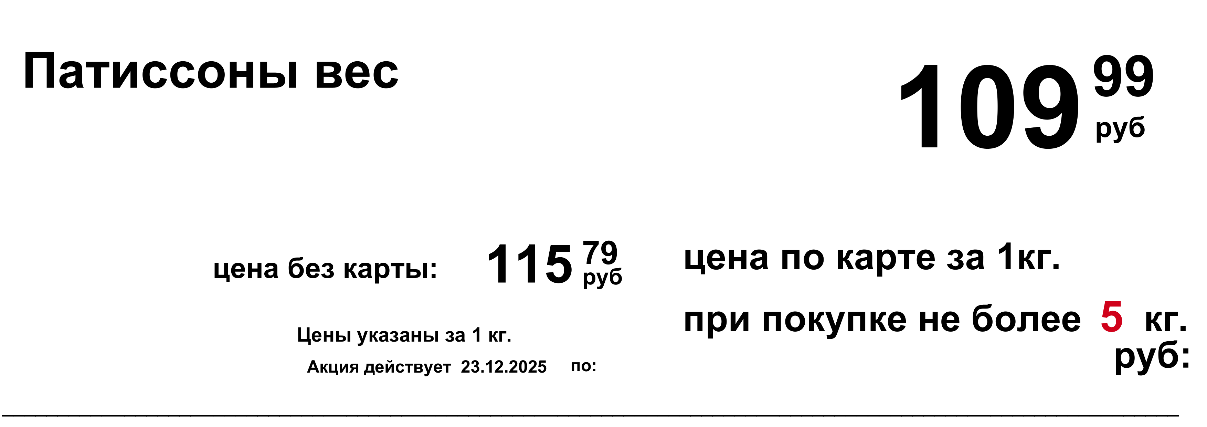 Патиссоны вес
109 99
руб
цена без карты: 115 79
руб
цена по карте за 1кг.
при покупке не более 5 кг.
руб:
Цены указаны за 1 кг.
Акция действует 23.12.2025 по: